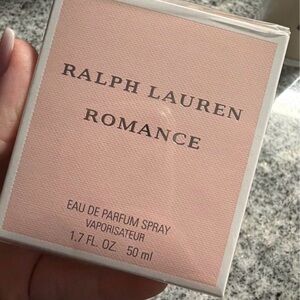 RALPH LAUREN
ROMANCE
EAU DE PARFUM SPRAY
VAPORISATEUR
1.7 FL. OZ. 50 ml